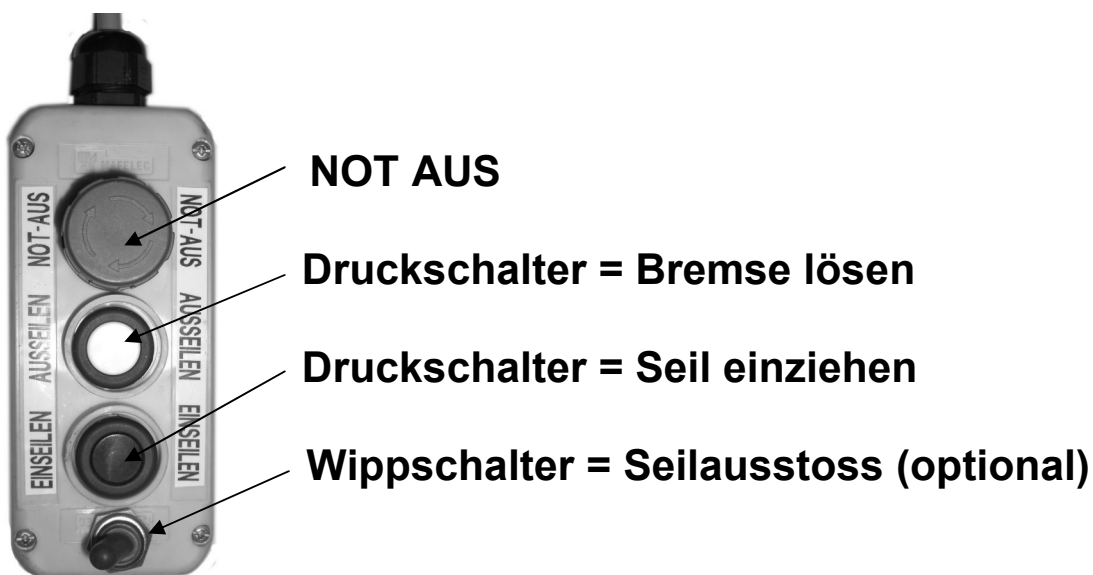 MAFELEC
NOT AUS
NOT-AUS
NOT-AUS
Druckschalter = Bremse lösen
AUSSEILEN
AUSSEILEN
Druckschalter = Seil einziehen
EINSEILEN
EINSEILEN
Wippschalter = Seilausstoss (optional)